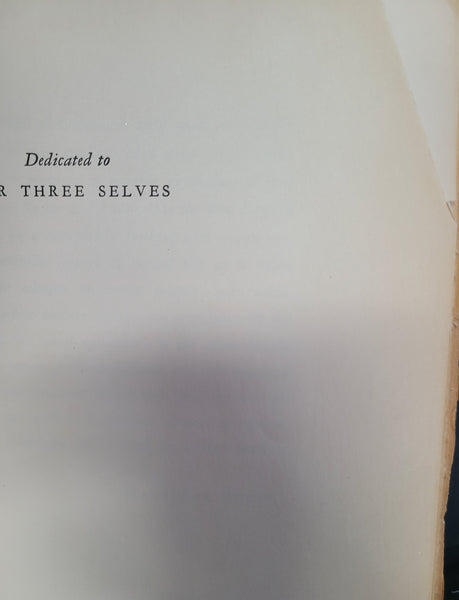 Dedicated to
R THREE SELVES